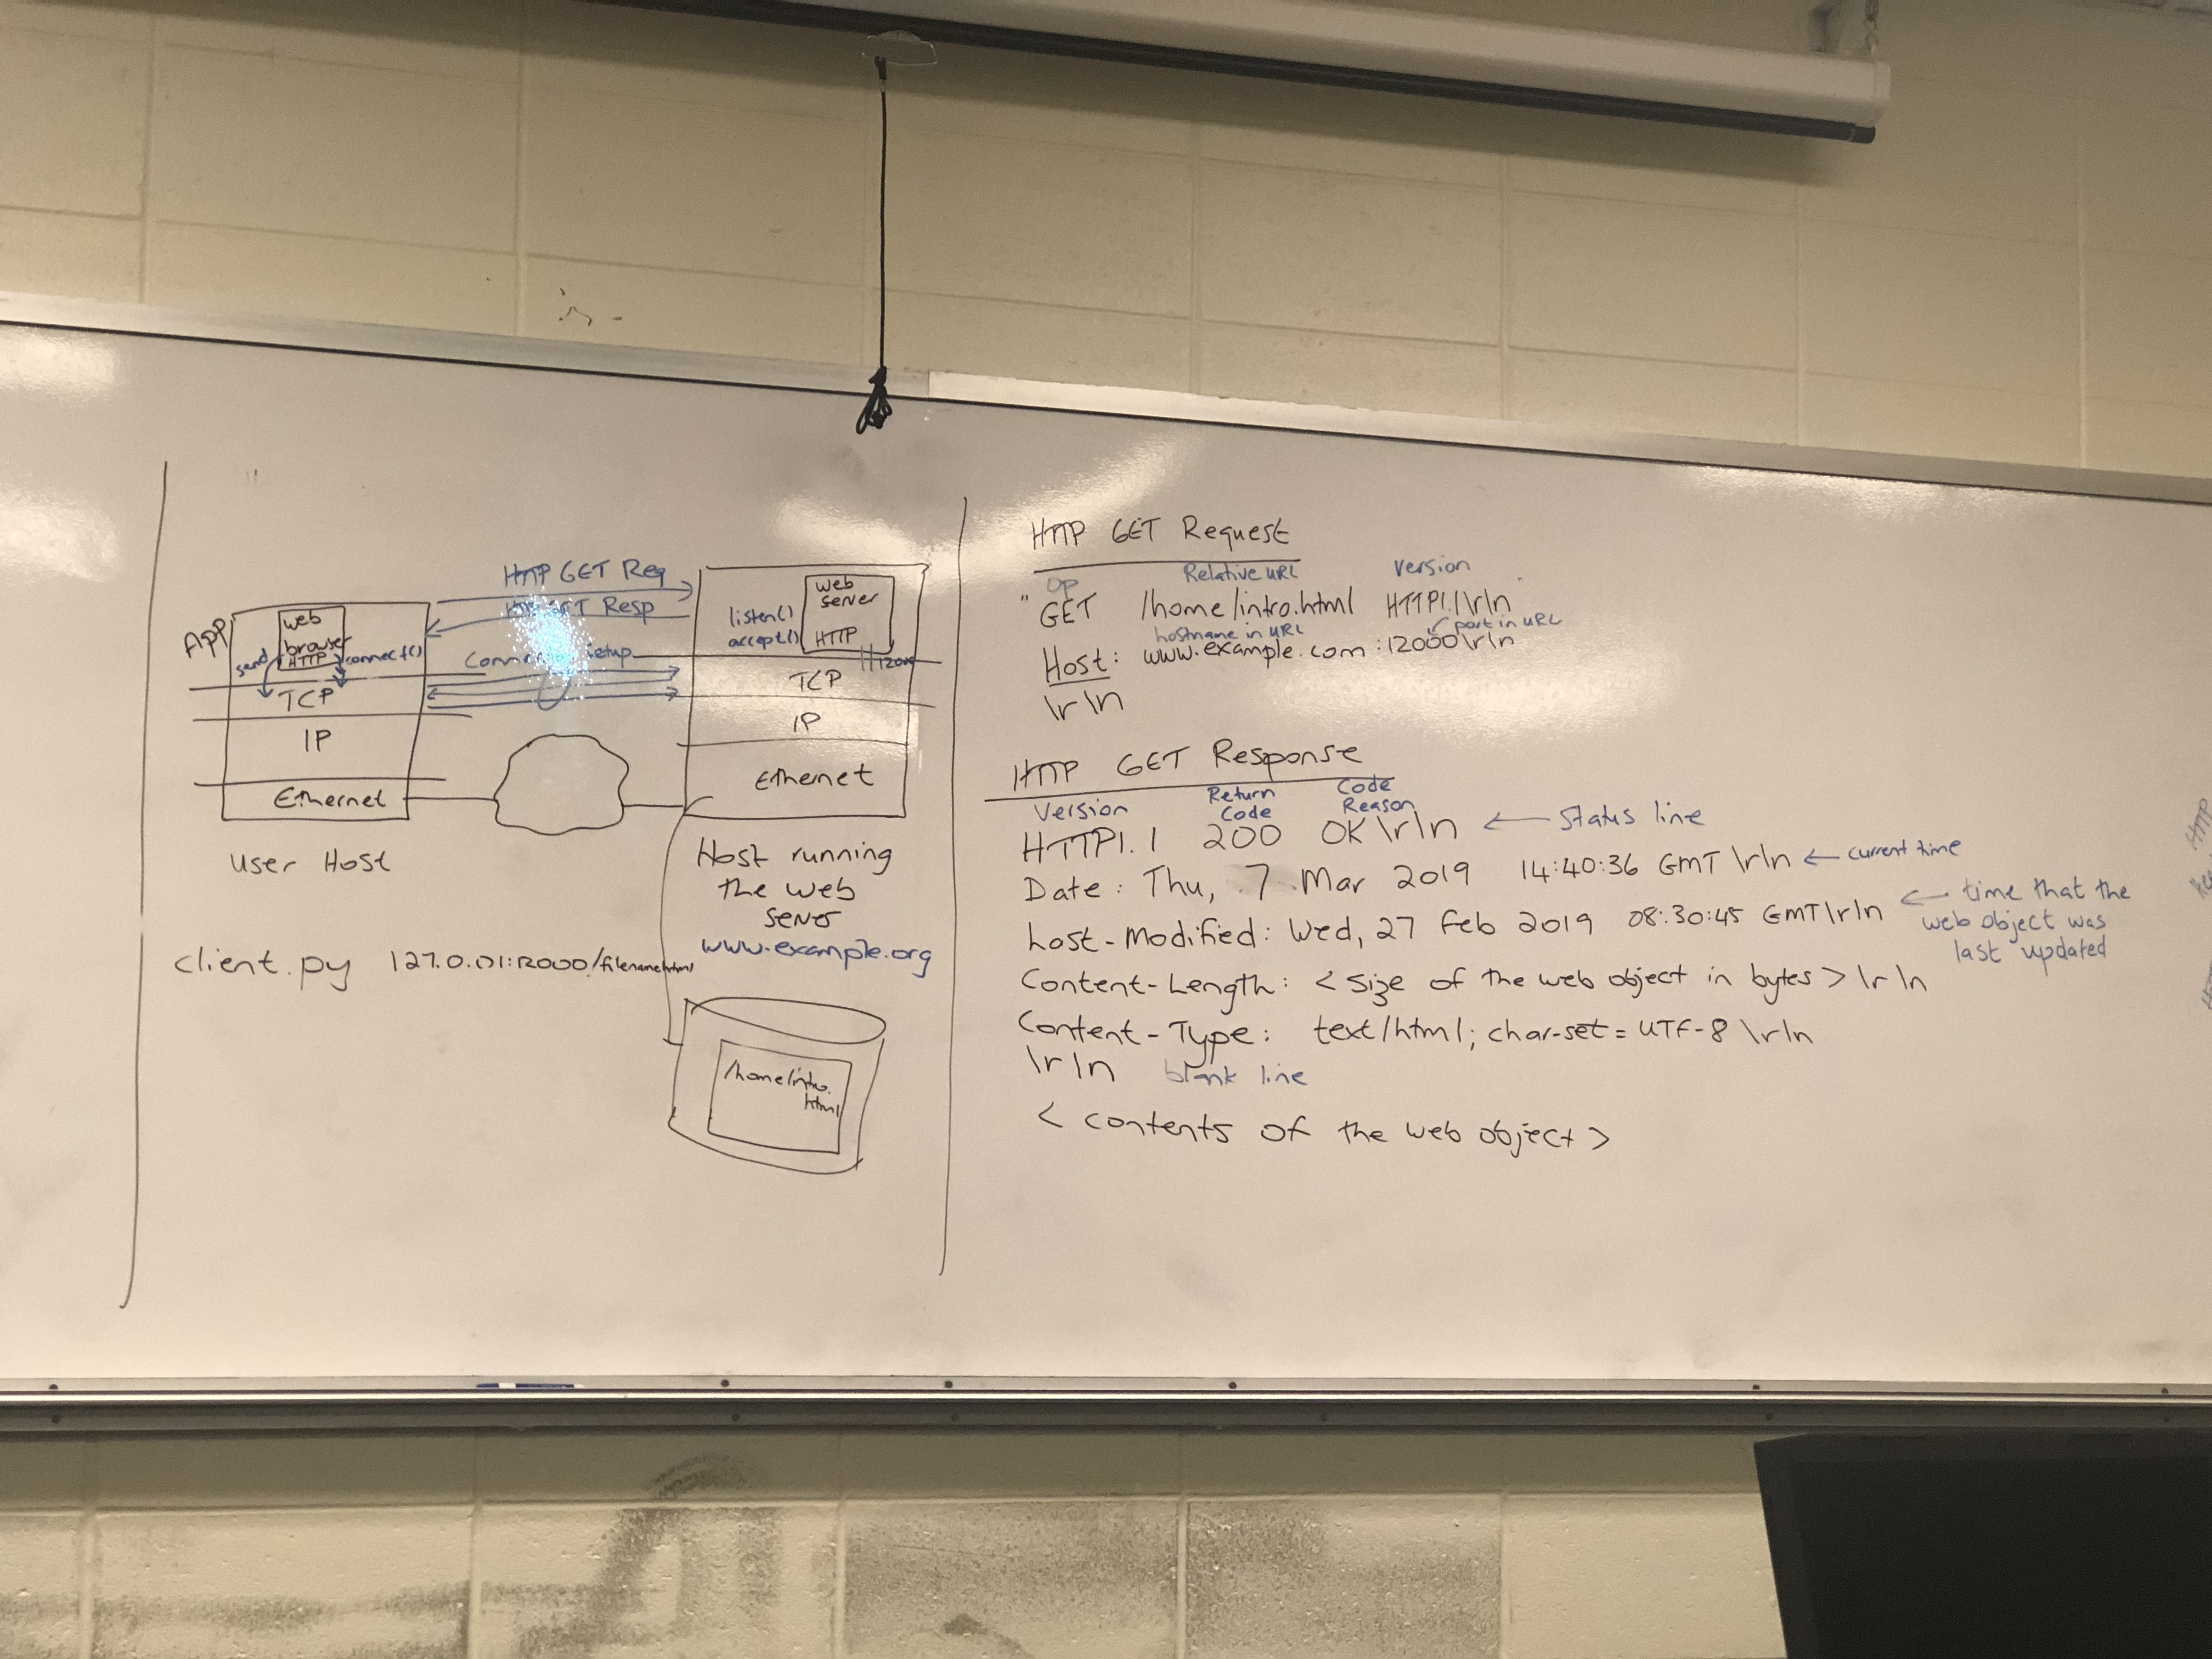 HTTP GET Req
GET Resp
APP
web
browser
HTTP
send
connect()
setup
TCP
IP
Ethernet
User Host
listen()
accept()
web
server
HTTP
TCP
IP
Ethernet
Host running
the web
server
www.example.org
client.py 127.0.0.1:12000/filename.html
/home/intro.
html
HTTP GET Request
Op Relative URL Version
"GET /home/intro.html HTTP1.1\r\n
hostname in URL port in URL
Host: www.example.com:12000\r\n
\r\n
HTTP GET Response
Version Return Code Code Reason
HTTP1.1 200 OK\r\n ← Status line
Date: Thu, 7 Mar 2019 14:40:36 GMT\r\n ← current time
Last-Modified: Wed, 27 Feb 2019 08:30:45 GMT\r\n ← time that the
web object was
last updated
Content-Length: <size of the web object in bytes>\r\n
Content-Type: text/html; char-set=UTF-8\r\n
\r\n blank line
<contents of the web object>
HTTP